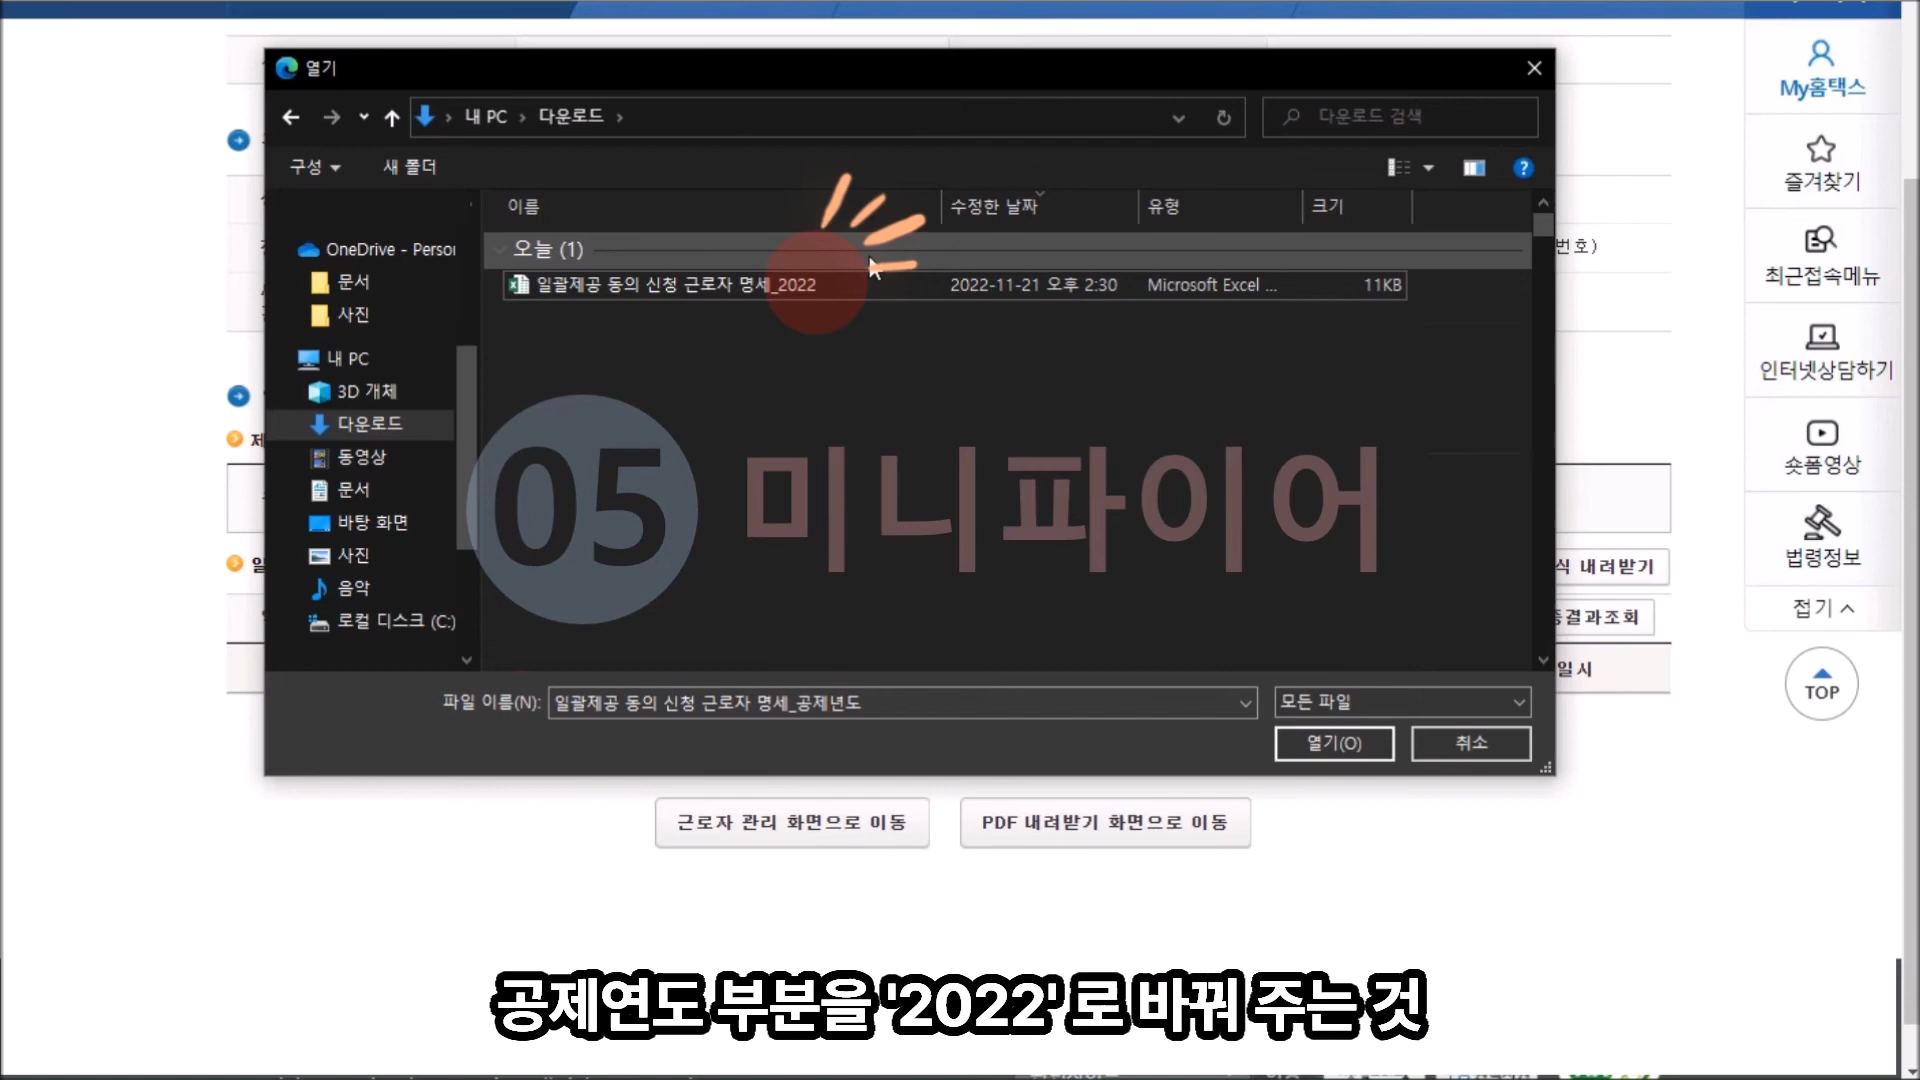 열기
내 PC > 다운로드 >
다운로드 검색
구성
새 폴더
이름
수정한 날짜
유형
크기
오늘 (1)
일괄제공 동의 신청 근로자 명세_2022
2022-11-21 오후 2:30
Microsoft Excel ...
11KB
OneDrive - Person
문서
사진
내 PC
3D 개체
다운로드
동영상
문서
바탕 화면
사진
음악
로컬 디스크 (C:)
05 미니파이어
파일 이름(N):
일괄제공 동의 신청 근로자 명세_공제년도
모든 파일
열기(O)
취소
번호)
제
일
식 내려받기
종결과조회
일시
근로자 관리 화면으로 이동
PDF 내려받기 화면으로 이동
My홈택스
즐겨찾기
최근접속메뉴
인터넷상담하기
숏폼영상
법령정보
접기
TOP
공제연도 부분을 '2022' 로 바꿔 주는 것